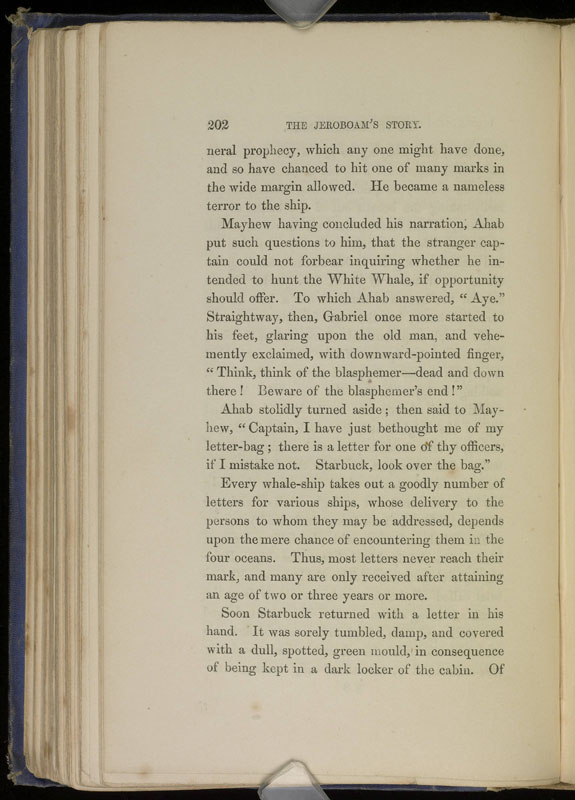 202 THE JEROBOAM'S STORY.
neral prophecy, which any one might have done,
and so have chanced to hit one of many marks in
the wide margin allowed. He became a nameless
terror to the ship.
Mayhew having concluded his narration, Ahab
put such questions to him, that the stranger cap-
tain could not forbear inquiring whether he in-
tended to hunt the White Whale, if opportunity
should offer. To which Ahab answered, “ Aye.”
Straightway, then, Gabriel once more started to
his feet, glaring upon the old man, and vehe-
mently exclaimed, with downward-pointed finger,
“ Think, think of the blasphemer—dead and down
there ! Beware of the blasphemer's end !”
Ahab stolidly turned aside ; then said to May-
hew, “ Captain, I have just bethought me of my
letter-bag ; there is a letter for one of thy officers,
if I mistake not. Starbuck, look over the bag.”
Every whale-ship takes out a goodly number of
letters for various ships, whose delivery to the
persons to whom they may be addressed, depends
upon the mere chance of encountering them in the
four oceans. Thus, most letters never reach their
mark, and many are only received after attaining
an age of two or three years or more.
Soon Starbuck returned with a letter in his
hand. It was sorely tumbled, damp, and covered
with a dull, spotted, green mould, in consequence
of being kept in a dark locker of the cabin. Of